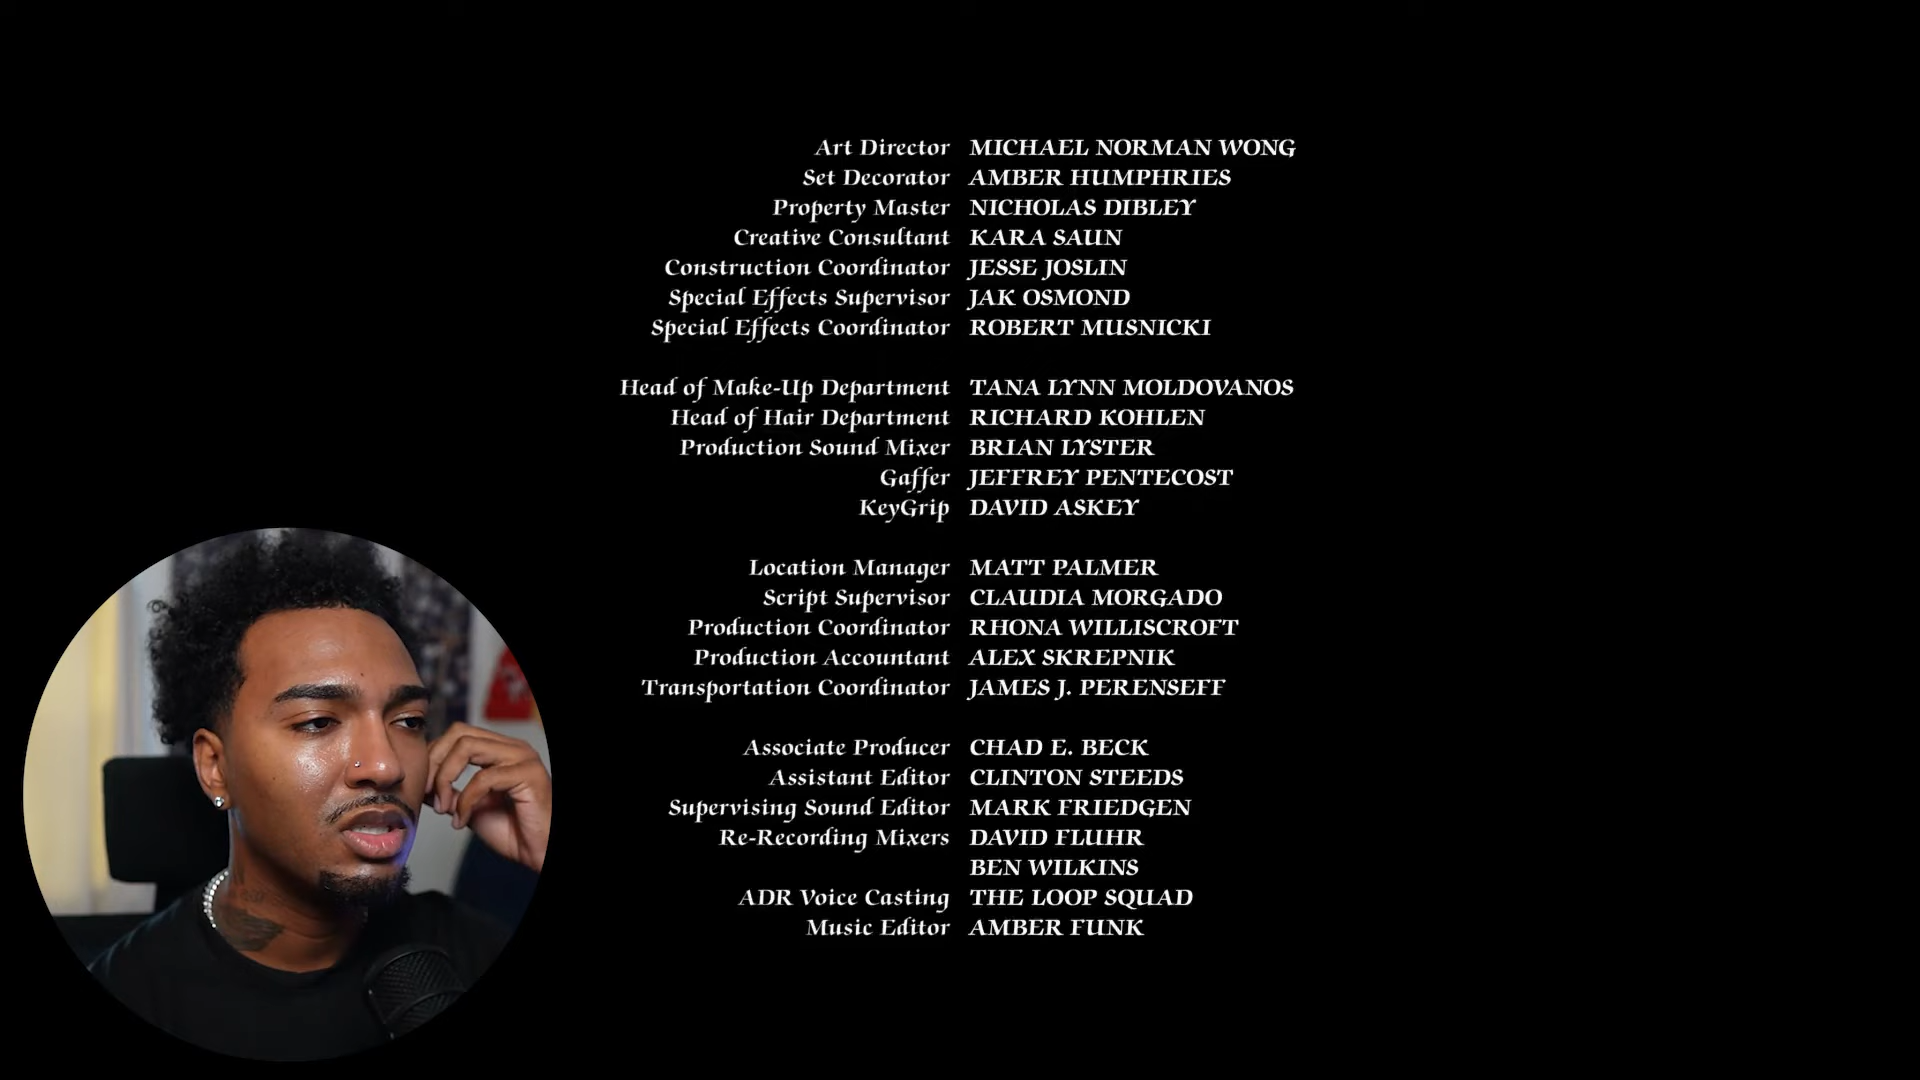 Art Director MICHAEL NORMAN WONG
Set Decorator AMBER HUMPHRIES
Property Master NICHOLAS DIBLEY
Creative Consultant KARA SAUN
Construction Coordinator JESSE JOSLIN
Special Effects Supervisor JAK OSMOND
Special Effects Coordinator ROBERT MUSNICKI
Head of Make-Up Department TANA LYNN MOLDOVANOS
Head of Hair Department RICHARD KOHLEN
Production Sound Mixer BRIAN LYSTER
Gaffer JEFFREY PENTECOST
KeyGrip DAVID ASKEY
Location Manager MATT PALMER
Script Supervisor CLAUDIA MORGADO
Production Coordinator RHONA WILLISCROFT
Production Accountant ALEX SKREPNIK
Transportation Coordinator JAMES J. PERENSEFF
Associate Producer CHAD E. BECK
Assistant Editor CLINTON STEEDS
Supervising Sound Editor MARK FRIEDGEN
Re-Recording Mixers DAVID FLUHR
BEN WILKINS
ADR Voice Casting THE LOOP SQUAD
Music Editor AMBER FUNK